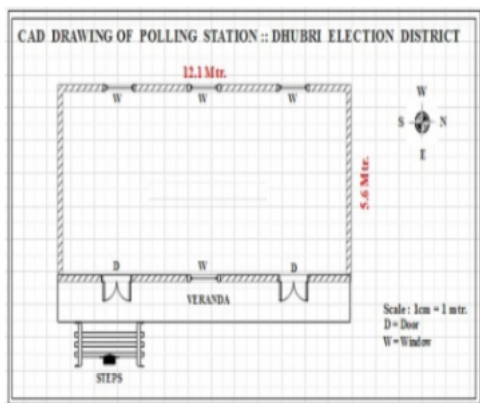 CAD DRAWING OF POLLING STATION :: DHUBRI ELECTION DISTRICT
12.1 Mtr.
W W W
W
S N
E
5.6 Mtr.
D W D
VERANDA
Scale : 1cm = 1 mtr.
D = Door
W = Window
STEPS